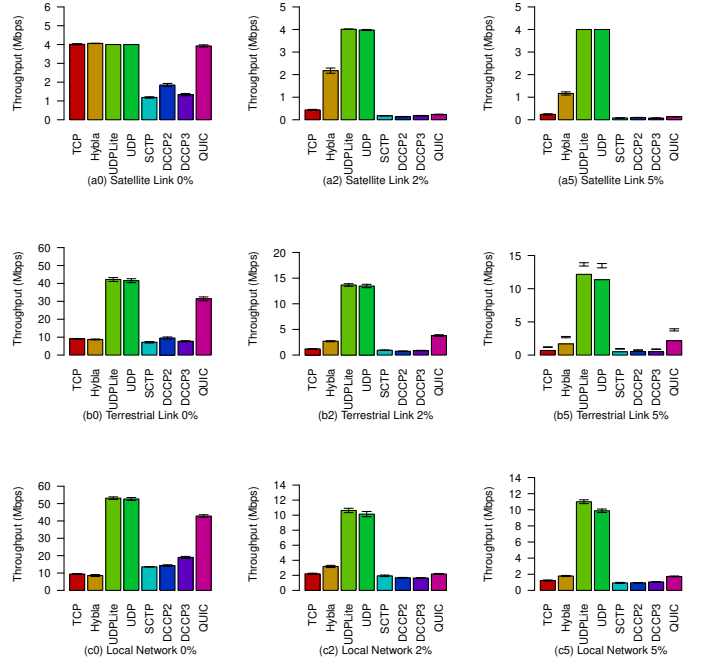 Throughput (Mbps)
0 1 2 3 4 5 6
TCP Hybla UDPLite UDP SCTP DCCP2 DCCP3 QUIC
(a0) Satellite Link 0%
Throughput (Mbps)
0 1 2 3 4 5
TCP Hybla UDPLite UDP SCTP DCCP2 DCCP3 QUIC
(a2) Satellite Link 2%
Throughput (Mbps)
0 1 2 3 4 5
TCP Hybla UDPLite UDP SCTP DCCP2 DCCP3 QUIC
(a5) Satellite Link 5%
Throughput (Mbps)
0 10 20 30 40 50 60
TCP Hybla UDPLite UDP SCTP DCCP2 DCCP3 QUIC
(b0) Terrestrial Link 0%
Throughput (Mbps)
0 5 10 15 20
TCP Hybla UDPLite UDP SCTP DCCP2 DCCP3 QUIC
(b2) Terrestrial Link 2%
Throughput (Mbps)
0 5 10 15
TCP Hybla UDPLite UDP SCTP DCCP2 DCCP3 QUIC
(b5) Terrestrial Link 5%
Throughput (Mbps)
0 10 20 30 40 50 60
TCP Hybla UDPLite UDP SCTP DCCP2 DCCP3 QUIC
(c0) Local Network 0%
Throughput (Mbps)
0 2 4 6 8 10 12 14
TCP Hybla UDPLite UDP SCTP DCCP2 DCCP3 QUIC
(c2) Local Network 2%
Throughput (Mbps)
0 2 4 6 8 10 12 14
TCP Hybla UDPLite UDP SCTP DCCP2 DCCP3 QUIC
(c5) Local Network 5%